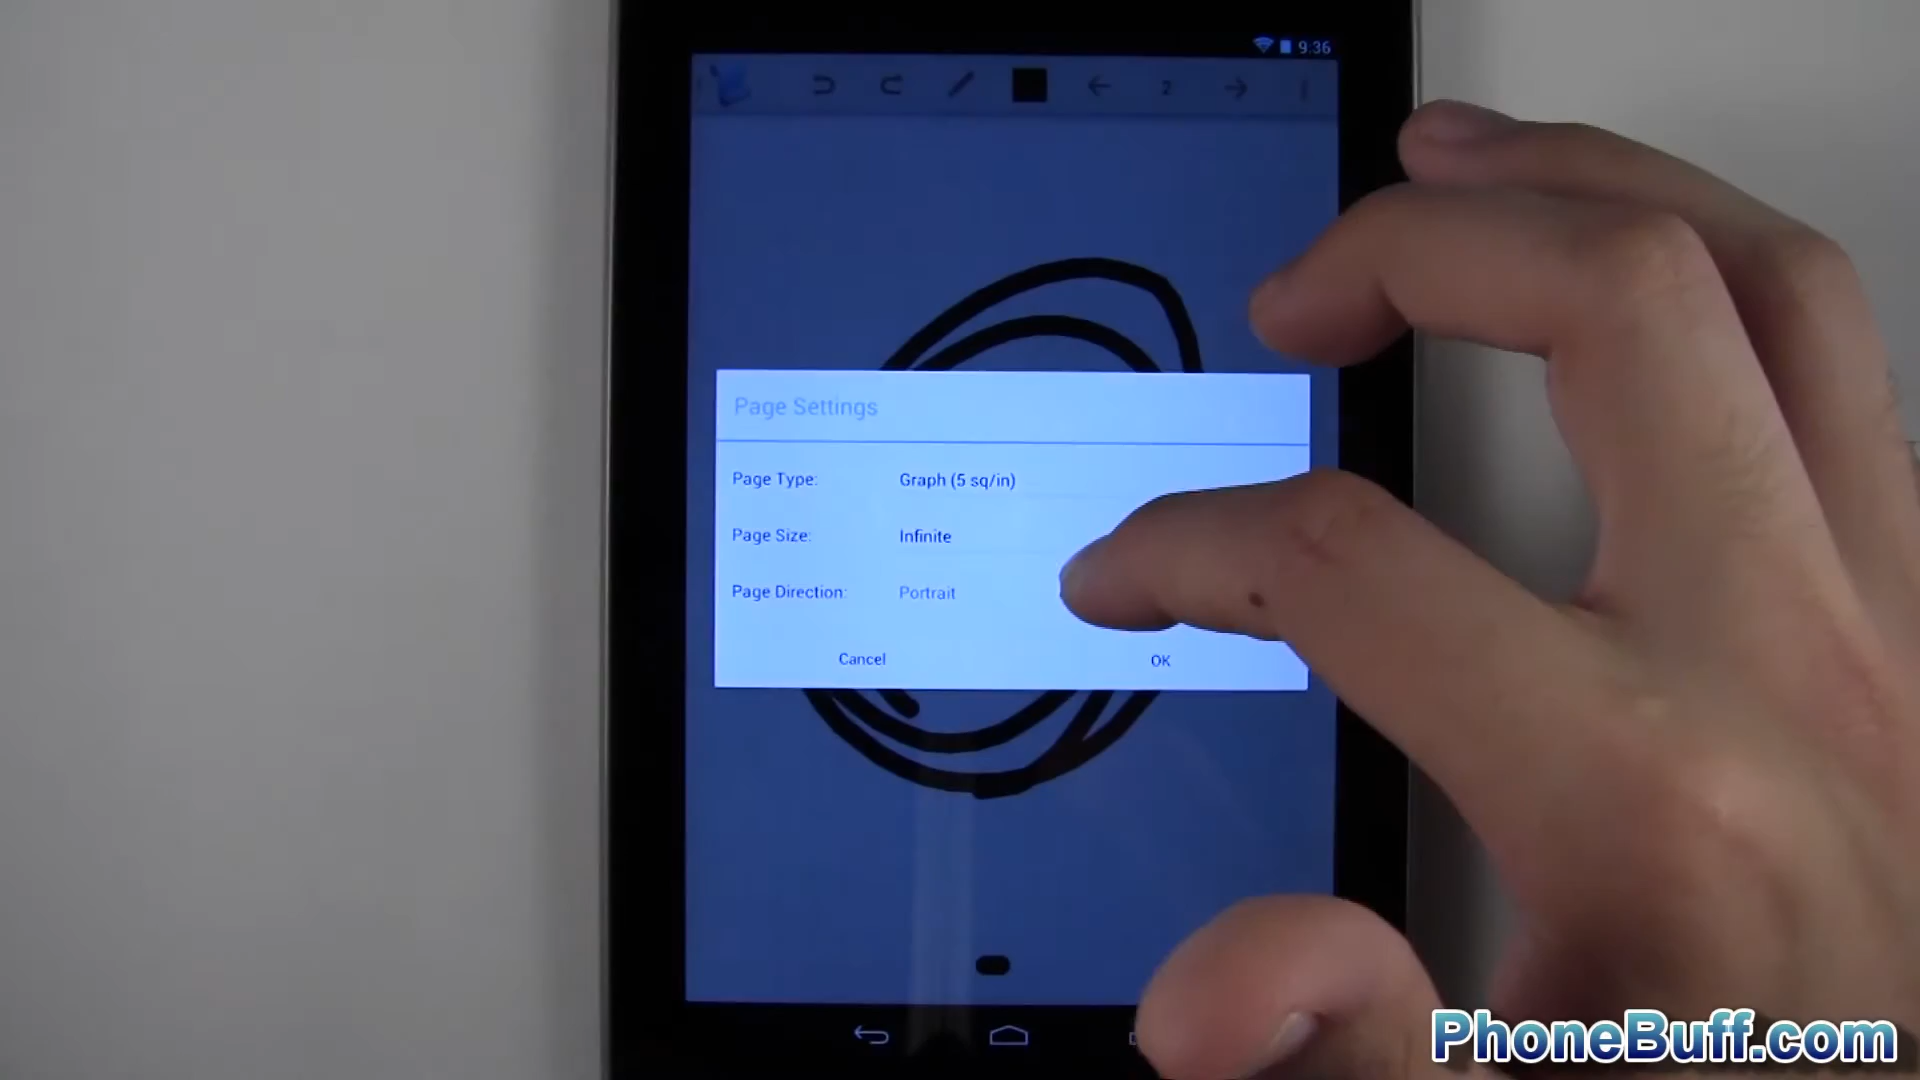 9:36
2
Page Settings
Page Type: Graph (5 sq/in)
Page Size: Infinite
Page Direction: Portrait
Cancel OK
PhoneBuff.com